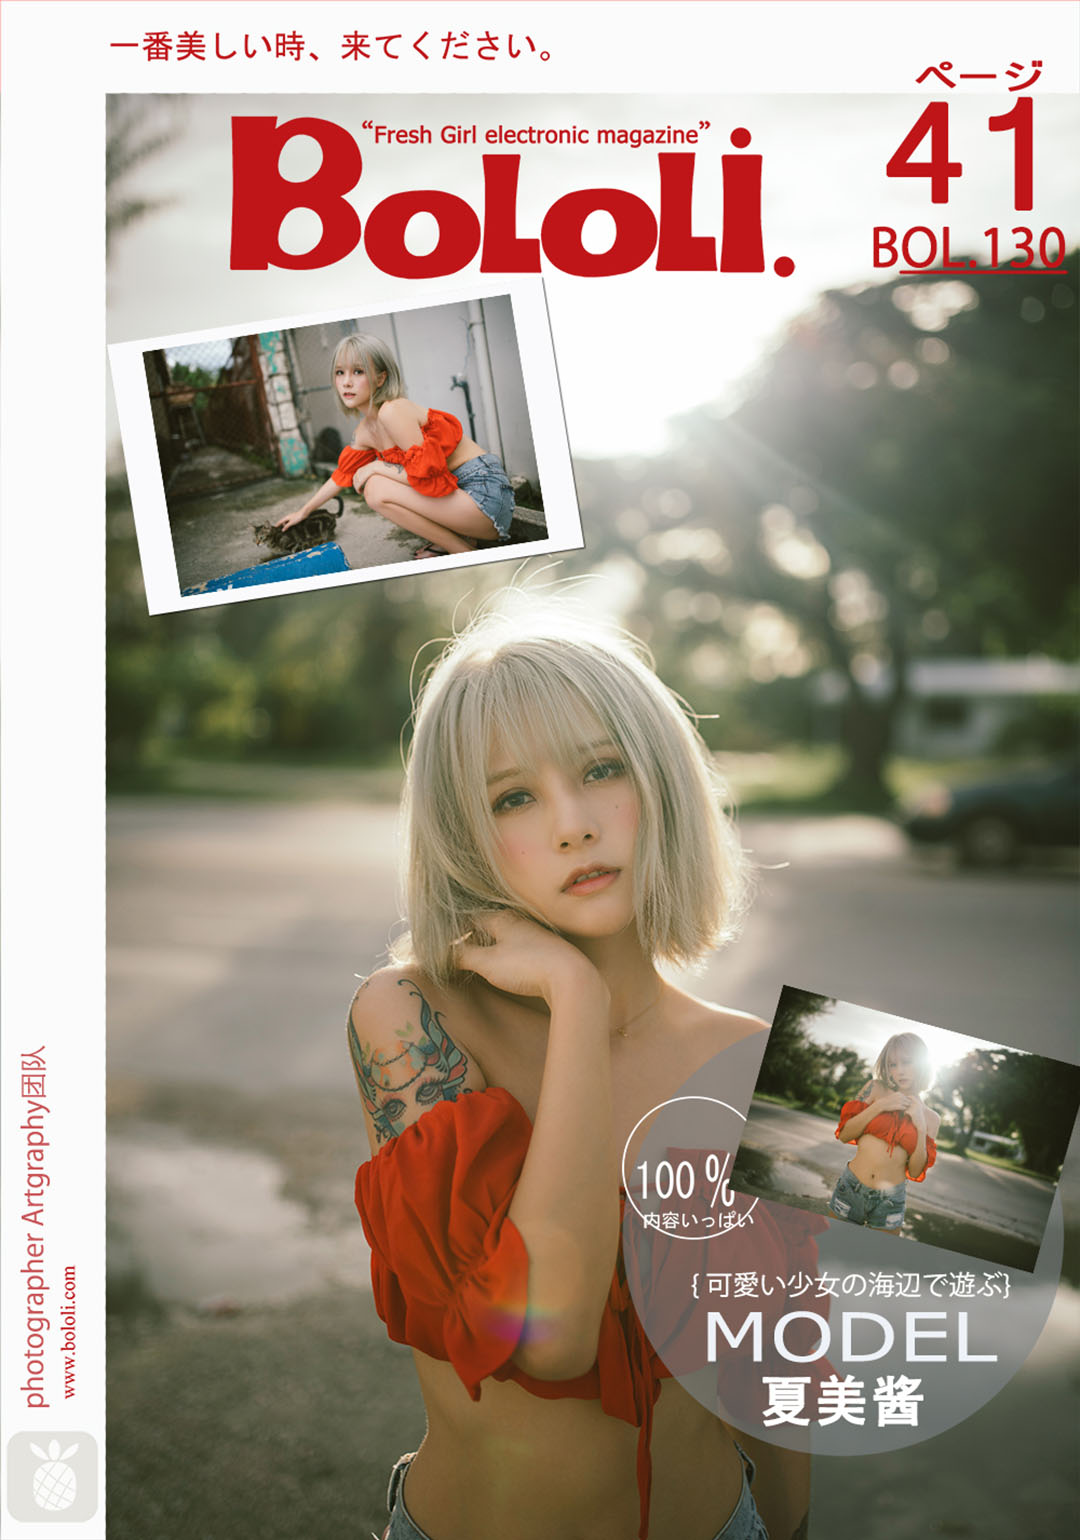 一番美しい時、来てください。
ページ
41
BOL.130
“Fresh Girl electronic magazine”
BOLOLi.
100%
内容いっぱい
{可愛い少女の海辺で遊ぶ}
MODEL
夏美酱
photographer Artgraphy团队
www.bololi.com